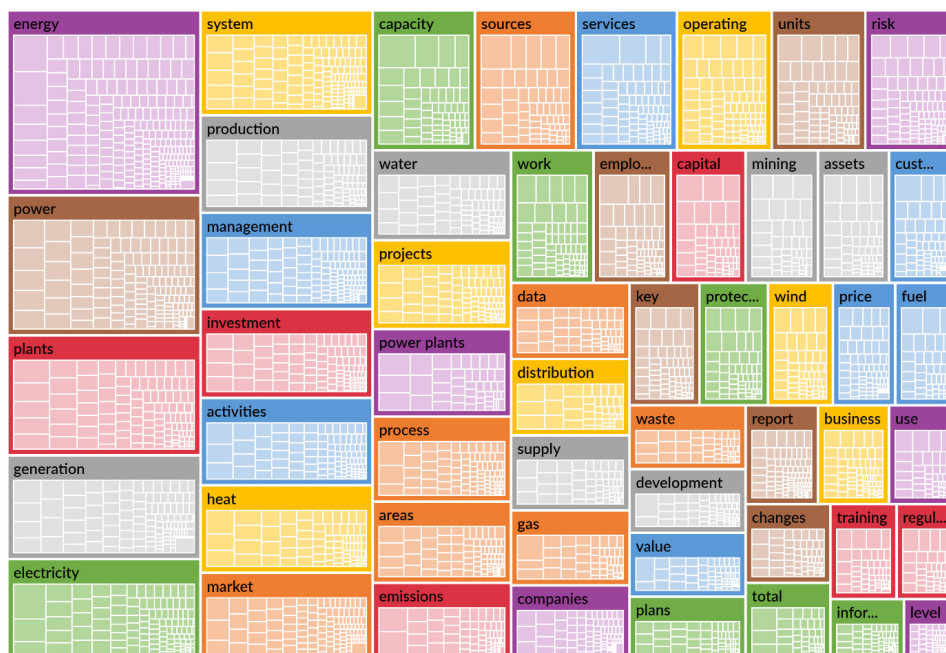 energy
power
plants
generation
electricity
system
production
management
investment
activities
heat
market
capacity
sources
services
operating
units
risk
water
projects
power plants
process
areas
emissions
work
emplo...
capital
mining
assets
cust...
data
distribution
supply
gas
companies
key
protec...
wind
price
fuel
waste
development
value
plans
report
business
use
changes
training
regul...
total
infor...
level